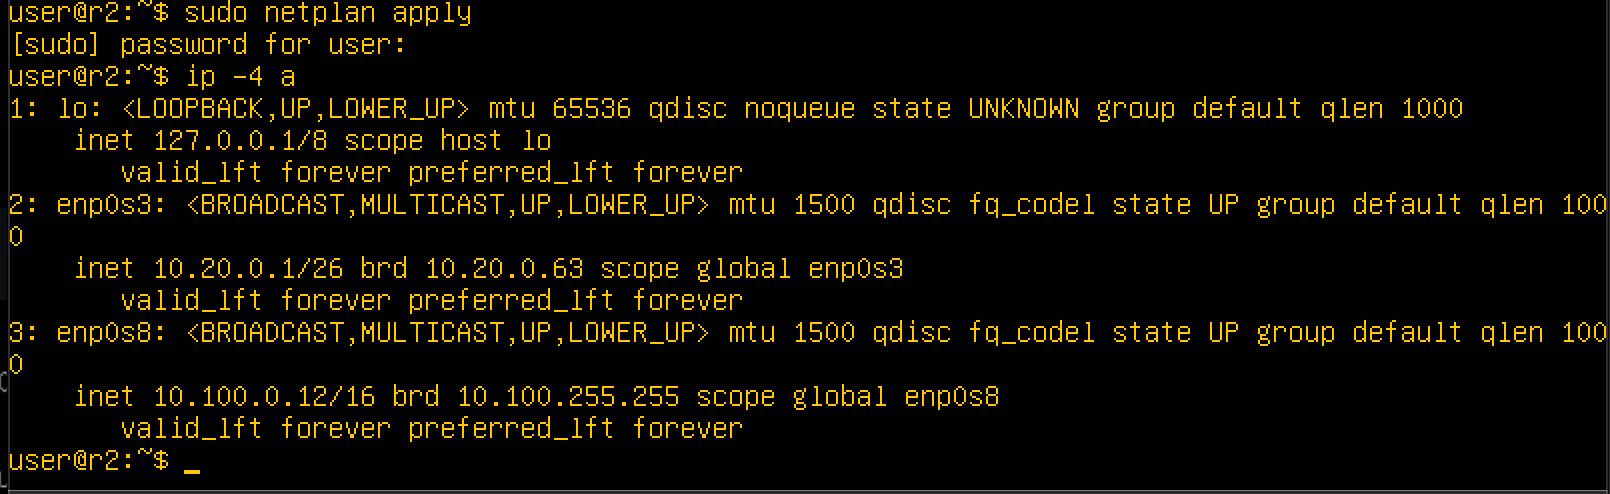 user@r2:~$ sudo netplan apply
[sudo] password for user:
user@r2:~$ ip -4 a
1: lo: <LOOPBACK,UP,LOWER_UP> mtu 65536 qdisc noqueue state UNKNOWN group default qlen 1000
    inet 127.0.0.1/8 scope host lo
       valid_lft forever preferred_lft forever
2: enp0s3: <BROADCAST,MULTICAST,UP,LOWER_UP> mtu 1500 qdisc fq_codel state UP group default qlen 100
0
    inet 10.20.0.1/26 brd 10.20.0.63 scope global enp0s3
       valid_lft forever preferred_lft forever
3: enp0s8: <BROADCAST,MULTICAST,UP,LOWER_UP> mtu 1500 qdisc fq_codel state UP group default qlen 100
0
    inet 10.100.0.12/16 brd 10.100.255.255 scope global enp0s8
       valid_lft forever preferred_lft forever
user@r2:~$ _